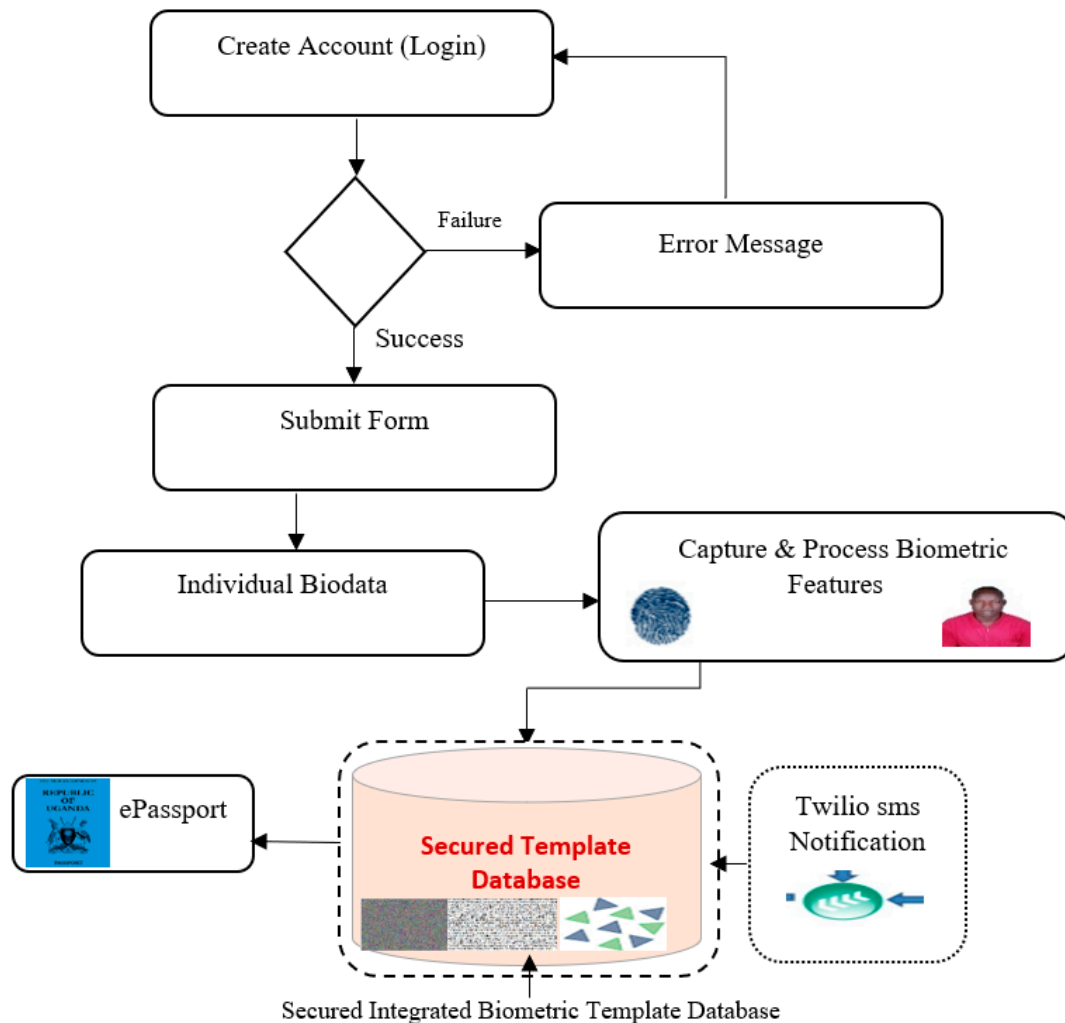 Create Account (Login)
Failure
Error Message
Success
Submit Form
Individual Biodata
Capture & Process Biometric
Features
REPUBLIC
OF
UGANDA
PASSPORT
ePassport
Secured Template
Database
Twilio sms
Notification
Secured Integrated Biometric Template Database